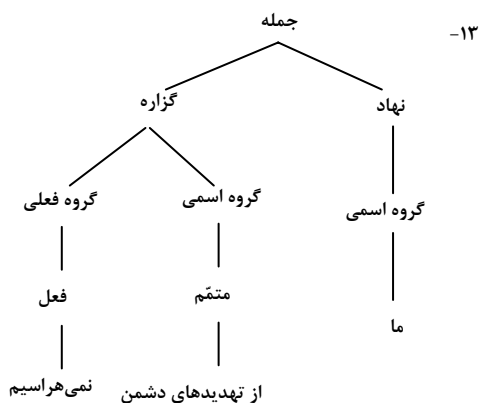 ۱۳-
جمله
نهاد گزاره
گروه اسمی گروه اسمی گروه فعلی
متمّم فعل
ما
از تهدیدهای دشمن نمی‌هراسیم